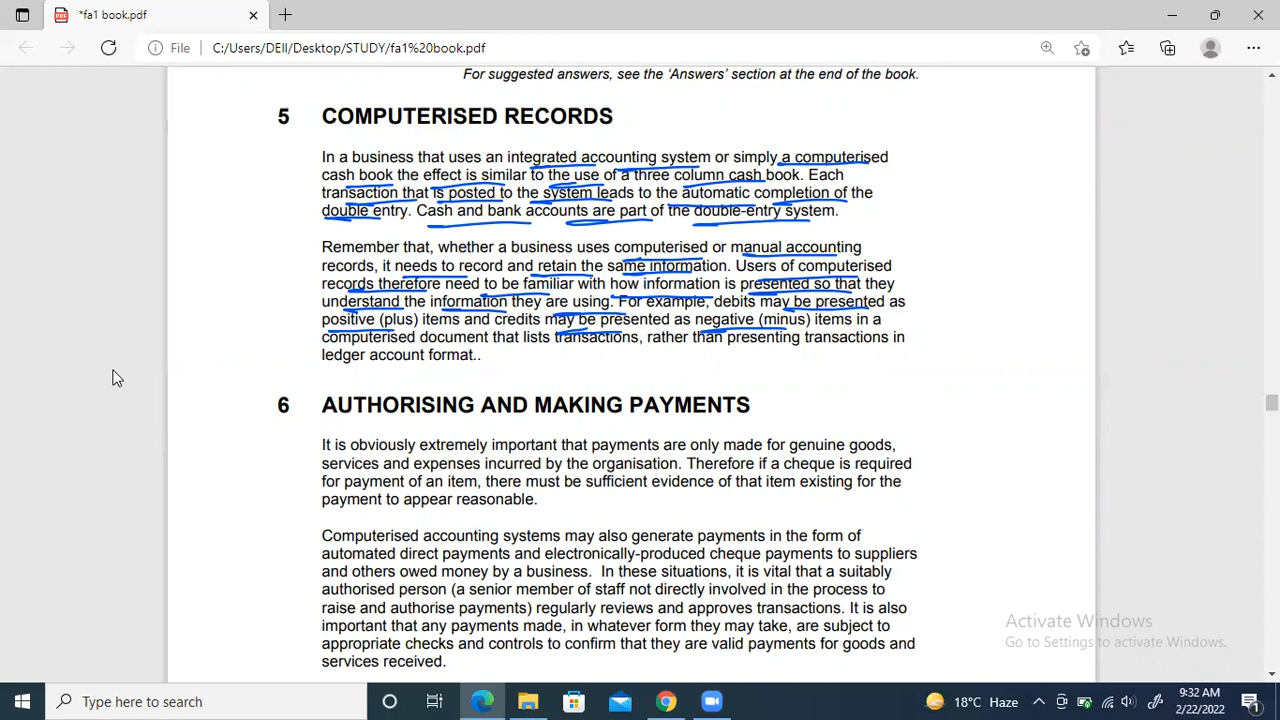 *fa1 book.pdf
File C:/Users/DEll/Desktop/STUDY/fa1%20book.pdf
For suggested answers, see the 'Answers' section at the end of the book.
5 COMPUTERISED RECORDS
In a business that uses an integrated accounting system or simply a computerised
cash book the effect is similar to the use of a three column cash book. Each
transaction that is posted to the system leads to the automatic completion of the
double entry. Cash and bank accounts are part of the double-entry system.
Remember that, whether a business uses computerised or manual accounting
records, it needs to record and retain the same information. Users of computerised
records therefore need to be familiar with how information is presented so that they
understand the information they are using. For example, debits may be presented as
positive (plus) items and credits may be presented as negative (minus) items in a
computerised document that lists transactions, rather than presenting transactions in
ledger account format..
6 AUTHORISING AND MAKING PAYMENTS
It is obviously extremely important that payments are only made for genuine goods,
services and expenses incurred by the organisation. Therefore if a cheque is required
for payment of an item, there must be sufficient evidence of that item existing for the
payment to appear reasonable.
Computerised accounting systems may also generate payments in the form of
automated direct payments and electronically-produced cheque payments to suppliers
and others owed money by a business. In these situations, it is vital that a suitably
authorised person (a senior member of staff not directly involved in the process to
raise and authorise payments) regularly reviews and approves transactions. It is also
important that any payments made, in whatever form they may take, are subject to
appropriate checks and controls to confirm that they are valid payments for goods and
services received.
Activate Windows
Go to Settings to activate Windows.
Type here to search
18°C Haze
9:32 AM
2/22/2022